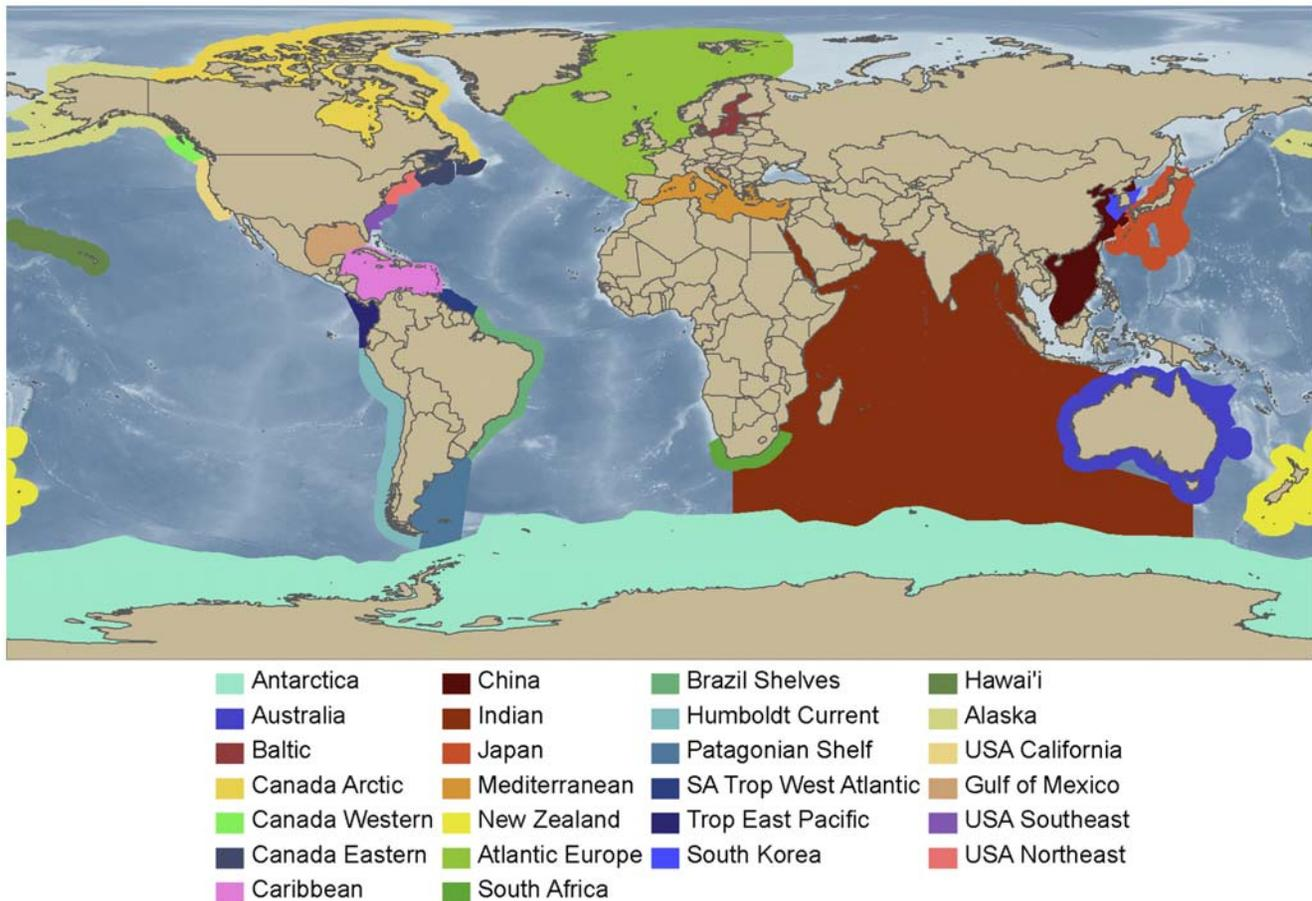 Antarctica China Brazil Shelves Hawai'i
Australia Indian Humboldt Current Alaska
Baltic Japan Patagonian Shelf USA California
Canada Arctic Mediterranean SA Trop West Atlantic Gulf of Mexico
Canada Western New Zealand Trop East Pacific USA Southeast
Canada Eastern Atlantic Europe South Korea USA Northeast
Caribbean South Africa